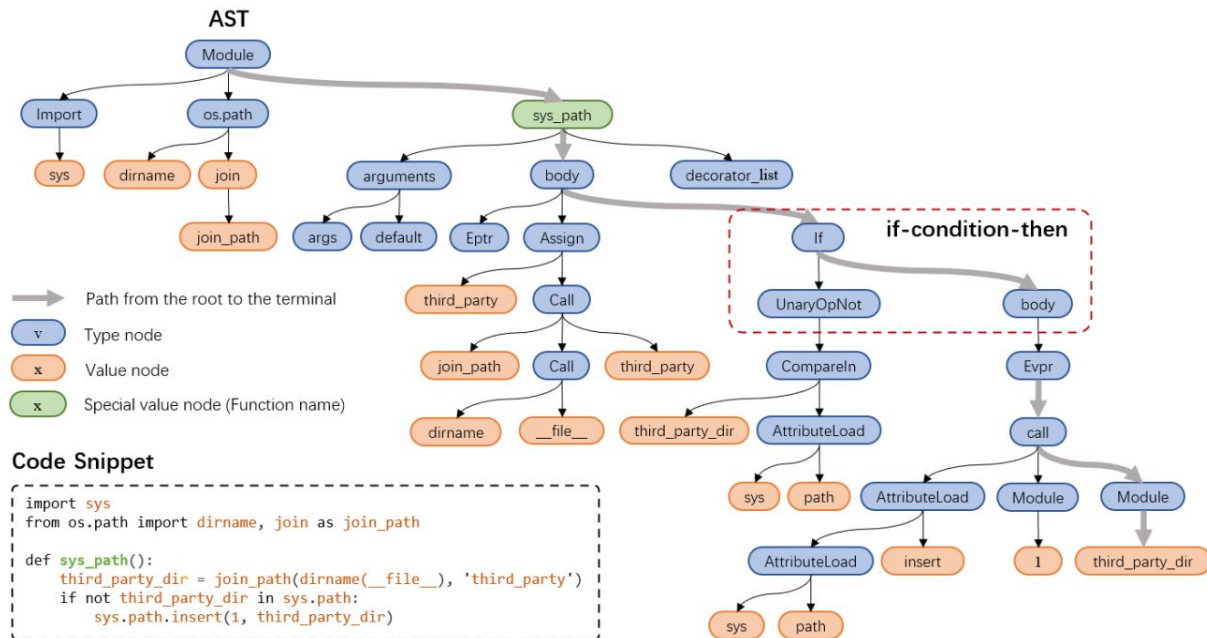 AST
Module
Import
os.path
sys_path
sys
dirname
join
arguments
body
decorator_list
join_path
args
default
Eptr
Assign
If
if-condition-then
third_party
Call
UnaryOpNot
body
Path from the root to the terminal
v Type node
x Value node
x Special value node (Function name)
join_path
Call
third_party
CompareIn
Evpr
dirname
__file__
third_party_dir
AttributeLoad
call
sys
path
AttributeLoad
Module
Module
AttributeLoad
insert
1
third_party_dir
sys
path
Code Snippet
import sys
from os.path import dirname, join as join_path
def sys_path():
third_party_dir = join_path(dirname(__file__), 'third_party')
if not third_party_dir in sys.path:
sys.path.insert(1, third_party_dir)